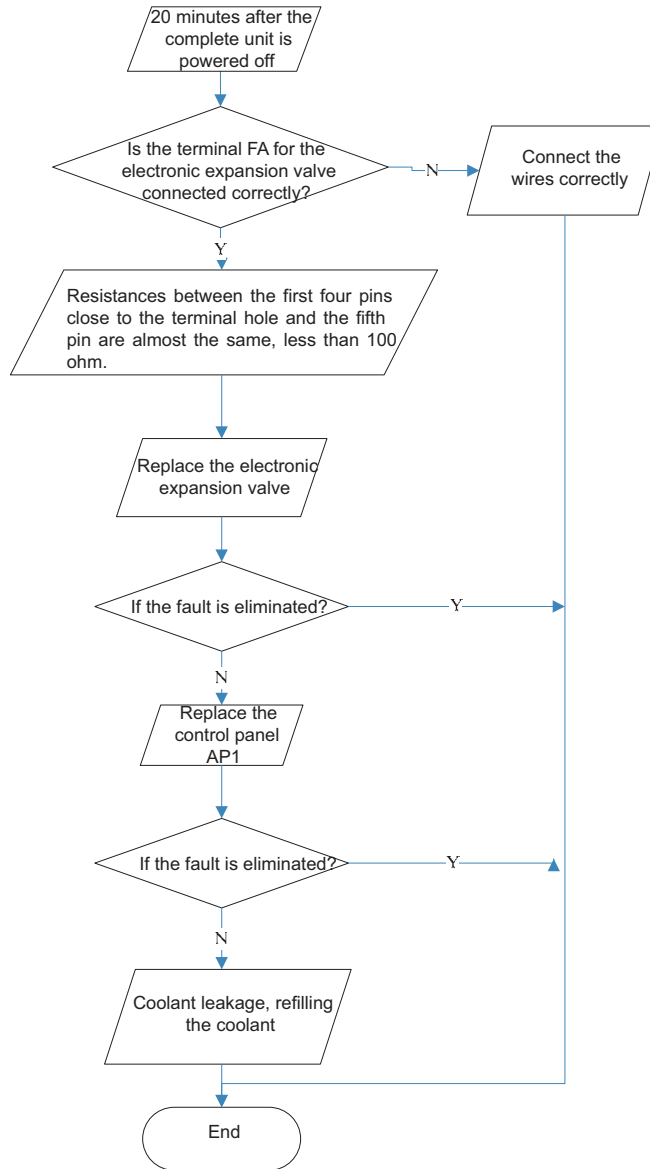 20 minutes after the
complete unit is
powered off
Is the terminal FA for the
electronic expansion valve
connected correctly?
N
Connect the
wires correctly
Y
Resistances between the first four pins
close to the terminal hole and the fifth
pin are almost the same, less than 100
ohm.
Replace the electronic
expansion valve
If the fault is eliminated?
Y
N
Replace the
control panel
AP1
If the fault is eliminated?
Y
N
Coolant leakage, refilling
the coolant
End